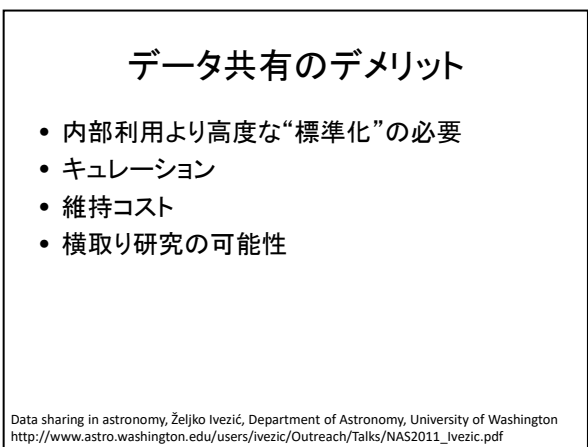 データ共有のデメリット
• 内部利用より高度な“標準化”の必要
• キュレーション
• 維持コスト
• 横取り研究の可能性
Data sharing in astronomy, Željko Ivezić, Department of Astronomy, University of Washington
http://www.astro.washington.edu/users/ivezic/Outreach/Talks/NAS2011_Ivezic.pdf